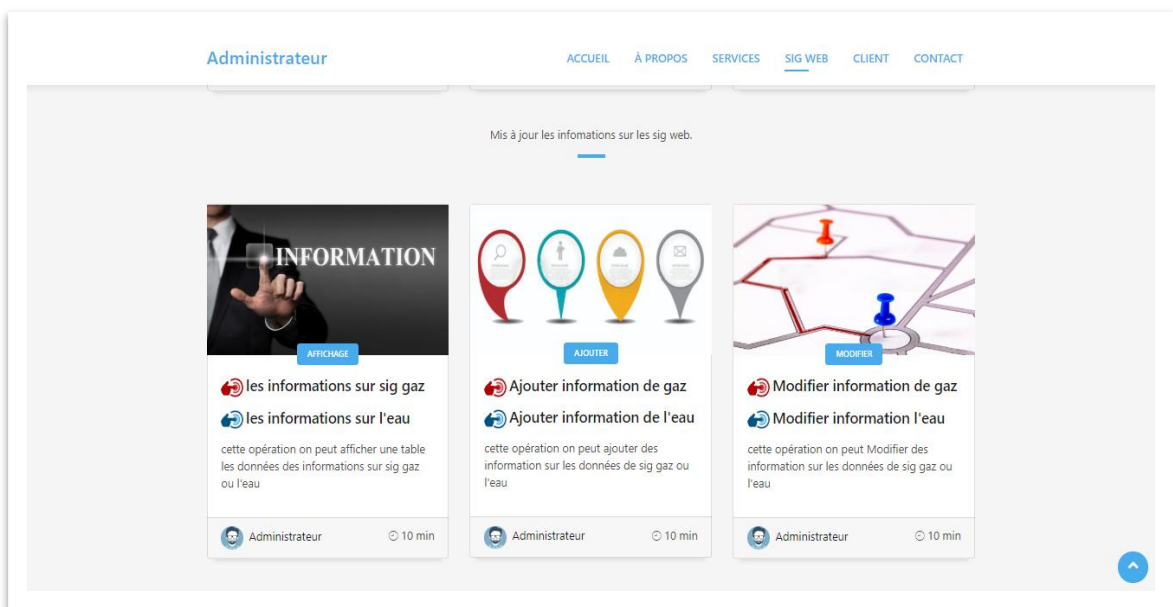 Administrateur
ACCUEIL À PROPOS SERVICES SIG WEB CLIENT CONTACT
Mis à jour les infomations sur les sig web.
INFORMATION
AFFICHAGE
les informations sur sig gaz
les informations sur l'eau
cette opération on peut afficher une table
les données des informations sur sig gaz
ou l'eau
Administrateur 10 min
AJOUTER
Ajouter information de gaz
Ajouter information de l'eau
cette opération on peut ajouter des
information sur les données de sig gaz ou
l'eau
Administrateur 10 min
MODIFIER
Modifier information de gaz
Modifier information l'eau
cette opération on peut Modifier des
information sur les données de sig gaz ou
l'eau
Administrateur 10 min